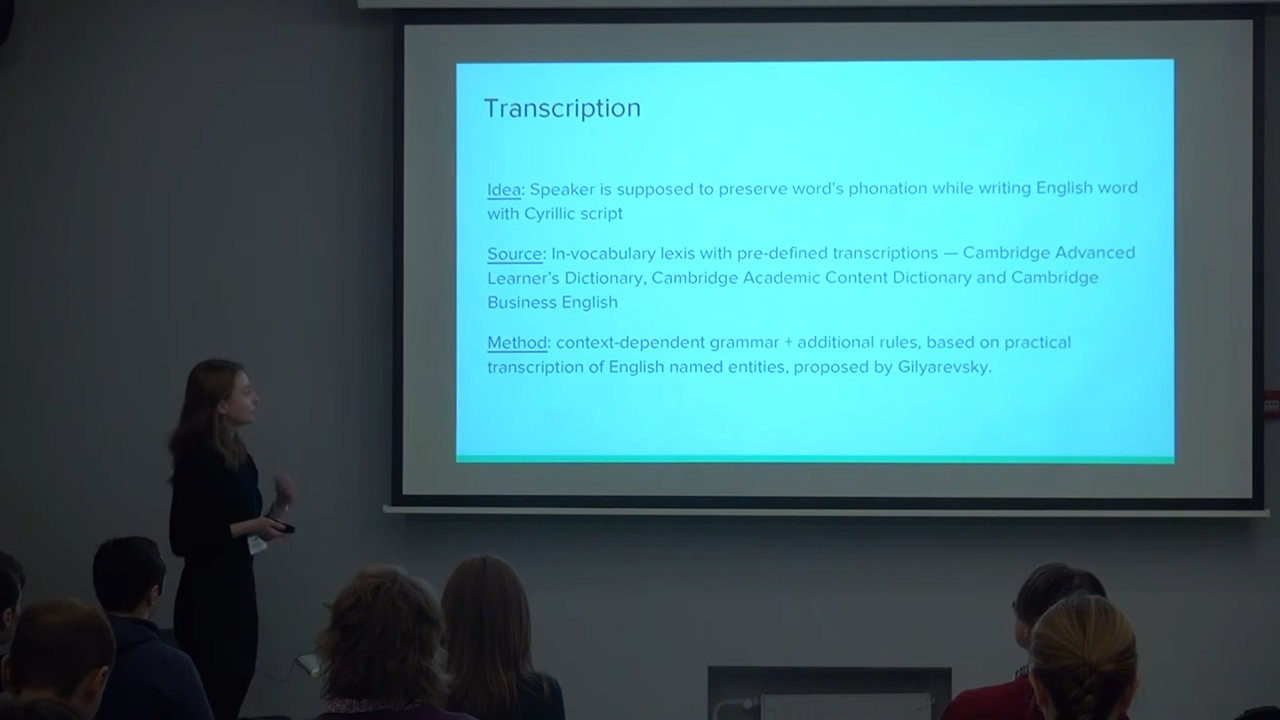 Transcription
Idea: Speaker is supposed to preserve word's phonation while writing English word
with Cyrillic script
Source: In-vocabulary lexis with pre-defined transcriptions — Cambridge Advanced
Learner's Dictionary, Cambridge Academic Content Dictionary and Cambridge
Business English
Method: context-dependent grammar + additional rules, based on practical
transcription of English named entities, proposed by Gilyarevsky.